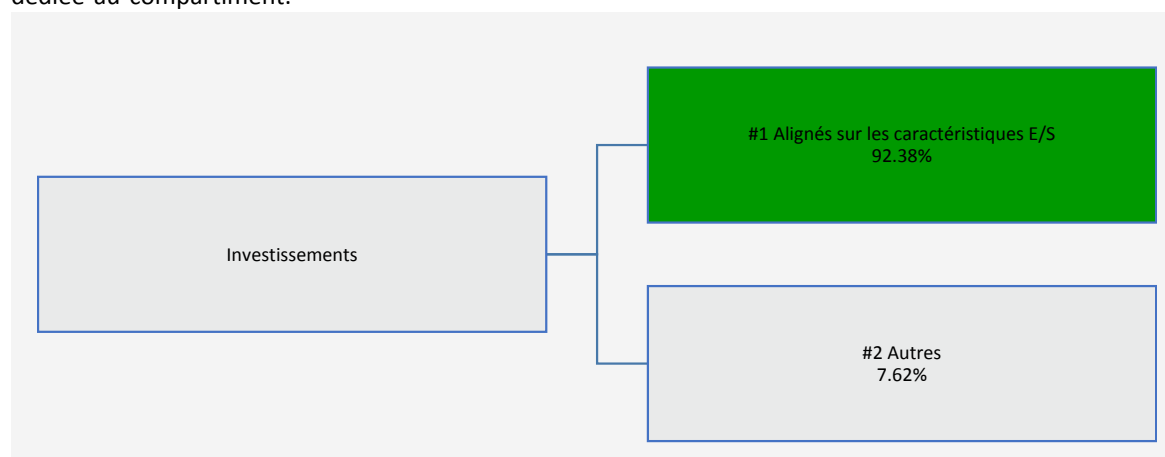 dédiée au compartiment.
#1 Alignés sur les caractéristiques E/S
92.38%
Investissements
#2 Autres
7.62%